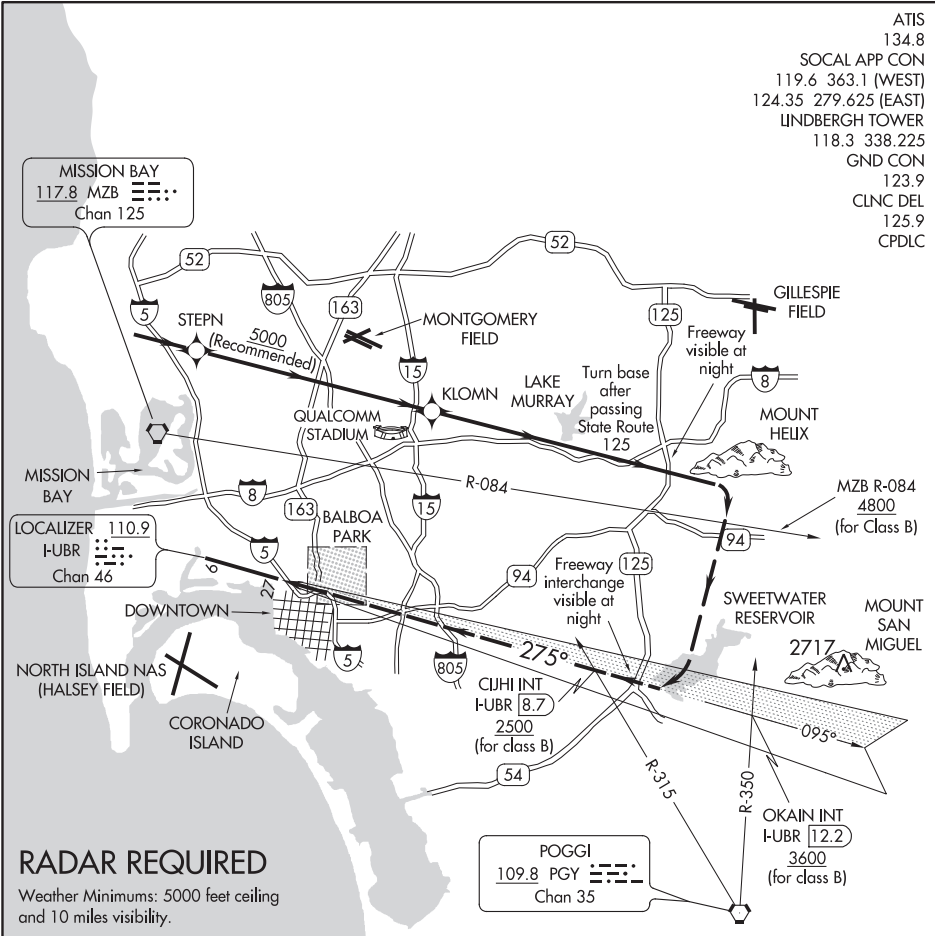 ATIS
134.8
SOCAL APP CON
119.6 363.1 (WEST)
124.35 279.625 (EAST)
LINDBERGH TOWER
118.3 338.225
GND CON
123.9
CLNC DEL
125.9
CPDLC
MISSION BAY
117.8 MZB
Chan 125
52
52
5
805
163
STEPN
5000
(Recommended)
MONTGOMERY
FIELD
15
KLOMN
LAKE
MURRAY
Turn base
after
passing
State Route
125
125
Freeway
visible at
night
GILLESPIE
FIELD
8
MOUNT
HELIX
QUALCOMM
STADIUM
MISSION
BAY
R-084
MZB R-084
4800
(for Class B)
8
163
15
94
LOCALIZER 110.9
I-UBR
Chan 46
5
BALBOA
PARK
9
27
94
Freeway
interchange
visible at
night
125
DOWNTOWN
SWEETWATER
RESERVOIR
MOUNT
SAN
MIGUEL
2717
NORTH ISLAND NAS
(HALSEY FIELD)
CORONADO
ISLAND
5
805
275°
CIJHI INT
I-UBR 8.7
2500
(for class B)
095°
54
R-315
R-350
OKAIN INT
I-UBR 12.2
3600
(for class B)
POGGI
109.8 PGY
Chan 35
RADAR REQUIRED
Weather Minimums: 5000 feet ceiling
and 10 miles visibility.